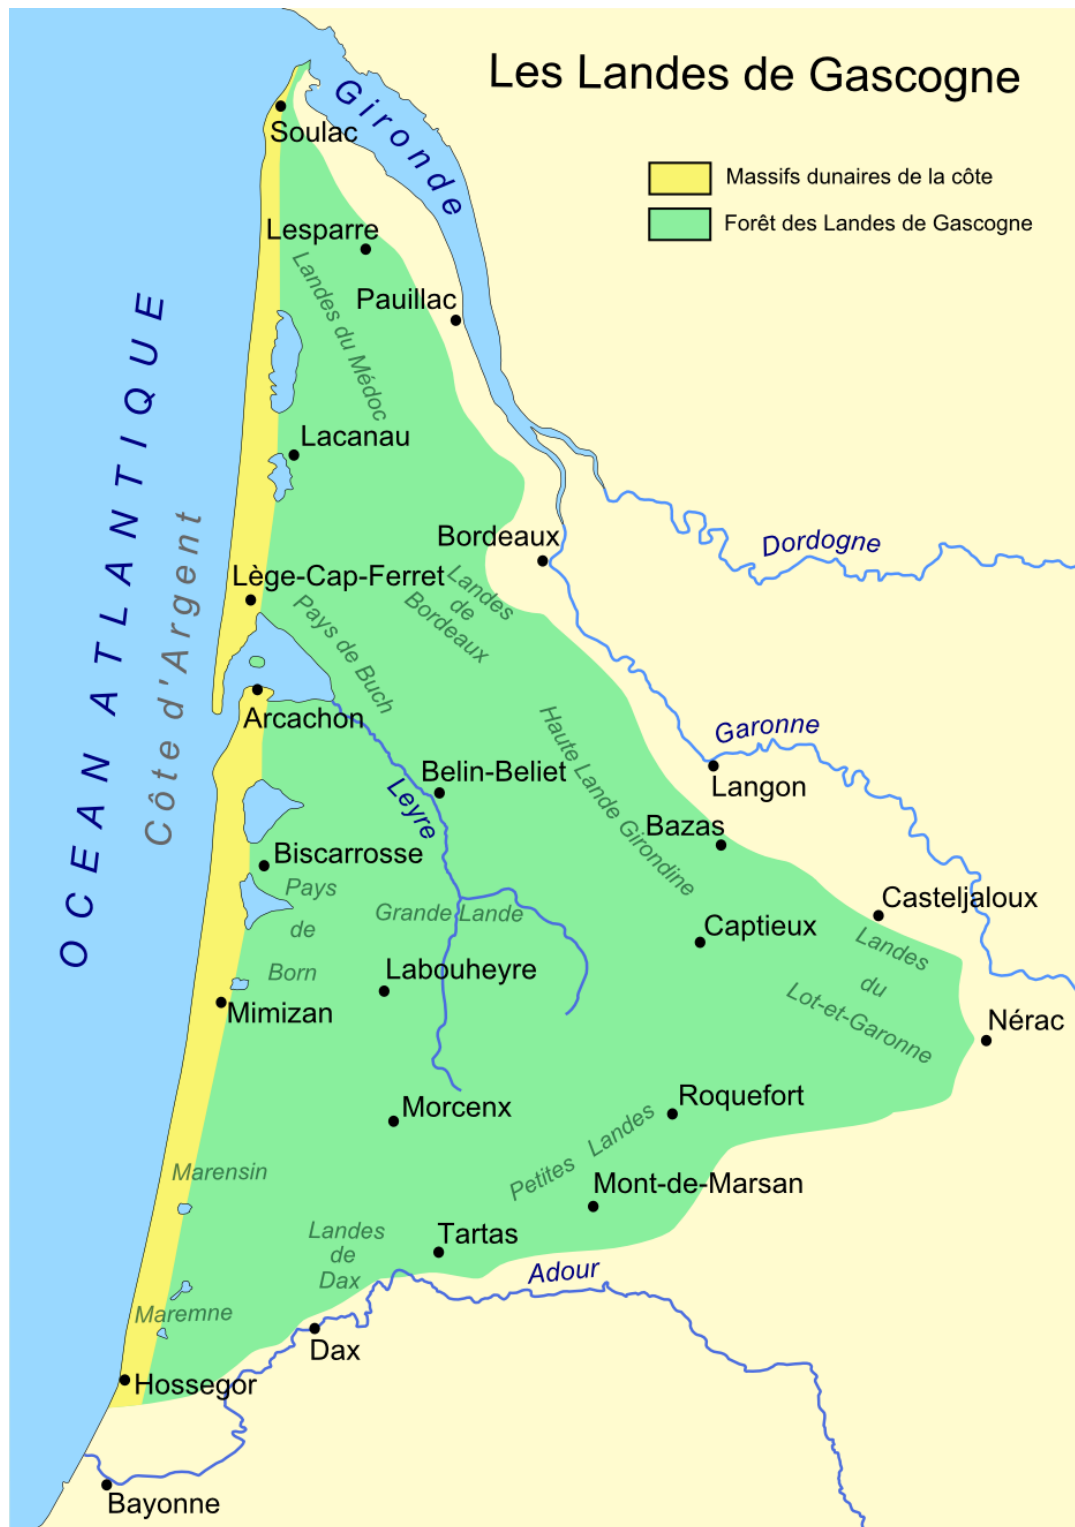 Les Landes de Gascogne
Gironde
Soulac
Massifs dunaires de la côte
Forêt des Landes de Gascogne
Lesparre
Landes du Médoc
Pauillac
OCEAN ATLANTIQUE
Côte d'Argent
Lacanau
Bordeaux
Dordogne
Lège-Cap-Ferret
Landes
de
Bordeaux
Pays de Buch
Arcachon
Haute Lande Girondine
Garonne
Langon
Belin-Beliet
Leyre
Bazas
Biscarrosse
Pays
de
Born
Grande Lande
Casteljaloux
Captieux
Landes
du
Lot-et-Garonne
Labouheyre
Mimizan
Nérac
Morcenx
Roquefort
Petites Landes
Marensin
Mont-de-Marsan
Landes
de
Dax
Tartas
Adour
Maremne
Dax
Hossegor
Bayonne